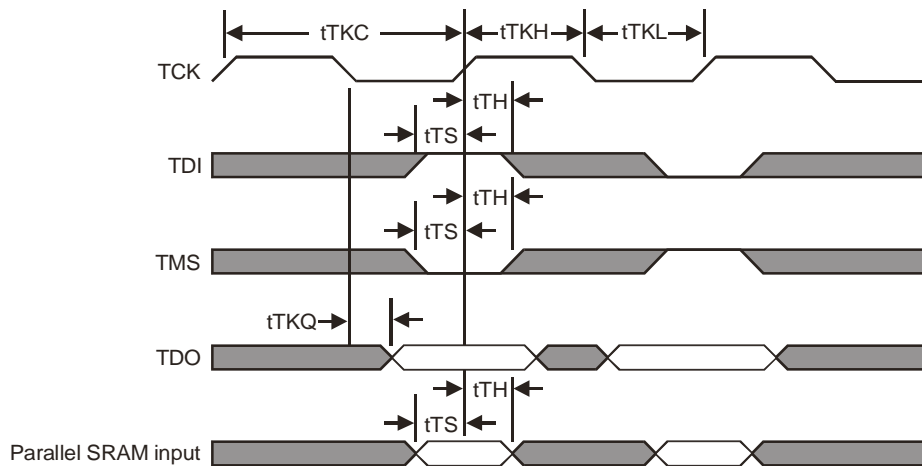 tTKC
tTKH
tTKL
TCK
tTH
tTS
TDI
tTH
tTS
TMS
tTKQ
TDO
tTH
tTS
Parallel SRAM input